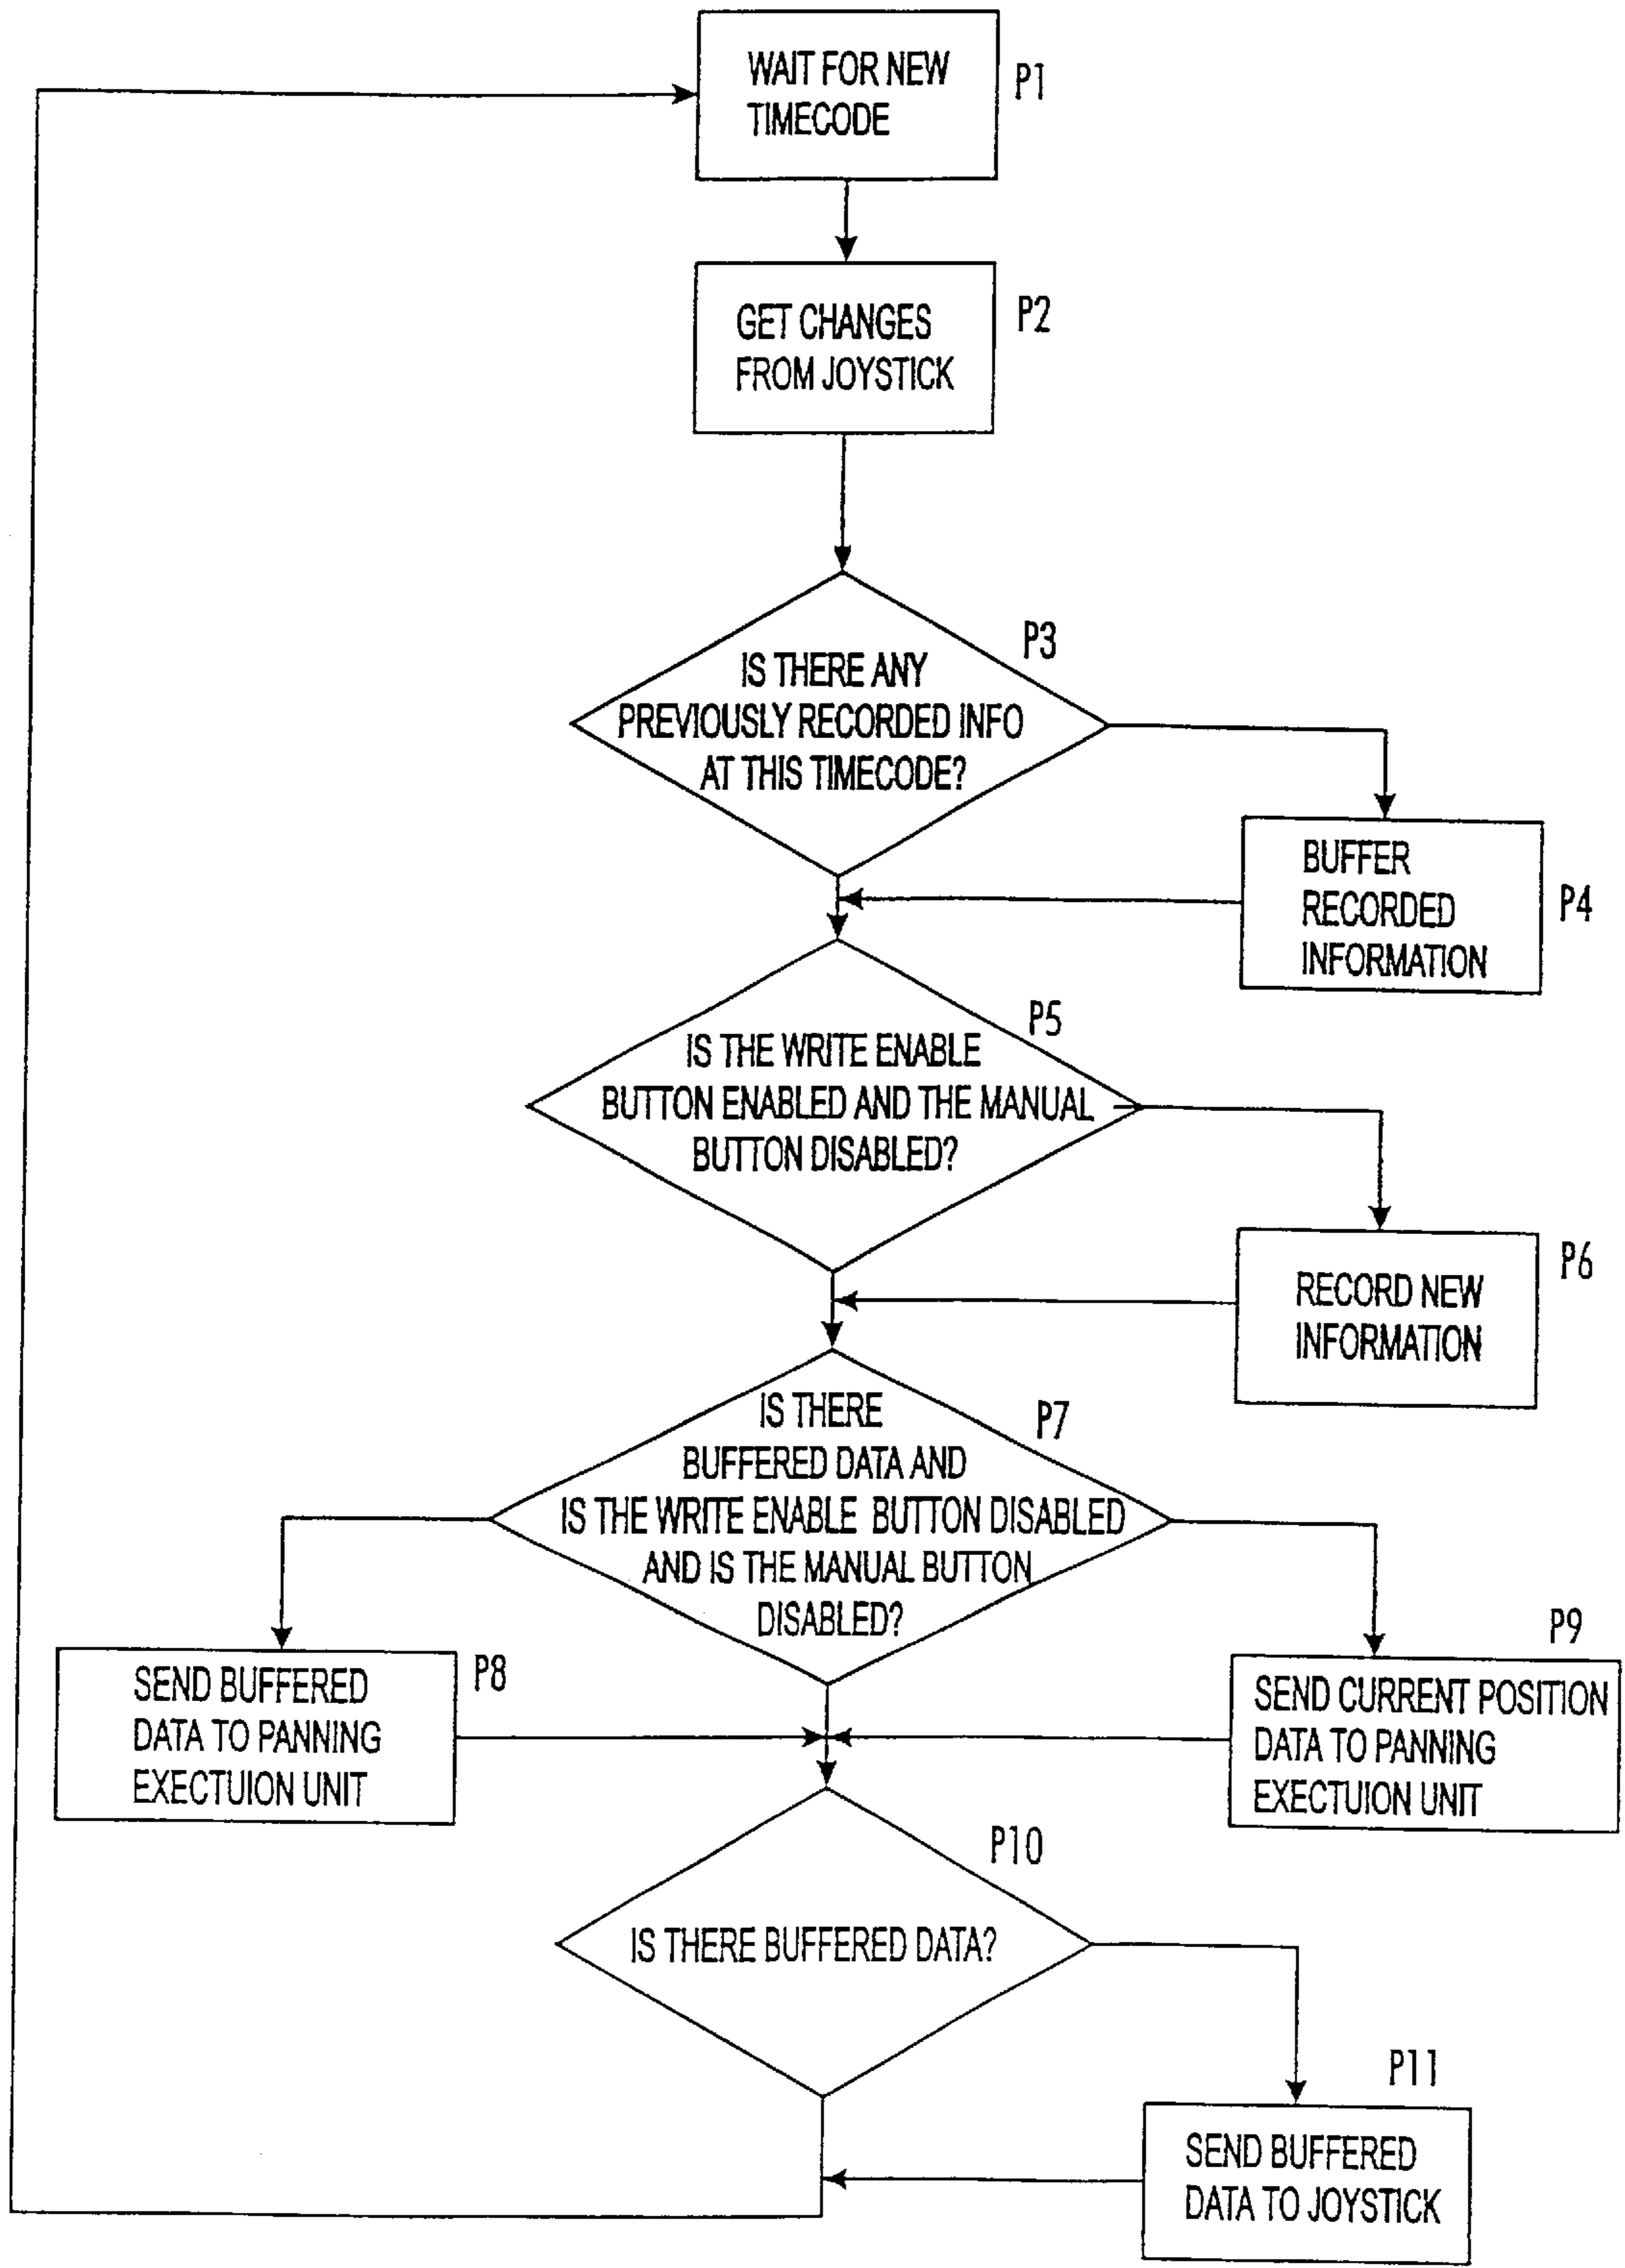 WAIT FOR NEW
TIMECODE
P1
GET CHANGES
FROM JOYSTICK
P2
P3
IS THERE ANY
PREVIOUSLY RECORDED INFO
AT THIS TIMECODE?
BUFFER
RECORDED
INFORMATION
P4
P5
IS THE WRITE ENABLE
BUTTON ENABLED AND THE MANUAL
BUTTON DISABLED?
P6
RECORD NEW
INFORMATION
P7
IS THERE
BUFFERED DATA AND
IS THE WRITE ENABLE BUTTON DISABLED
AND IS THE MANUAL BUTTON
DISABLED?
P8
SEND BUFFERED
DATA TO PANNING
EXECTUION UNIT
P9
SEND CURRENT POSITION
DATA TO PANNING
EXECTUION UNIT
P10
IS THERE BUFFERED DATA?
P11
SEND BUFFERED
DATA TO JOYSTICK